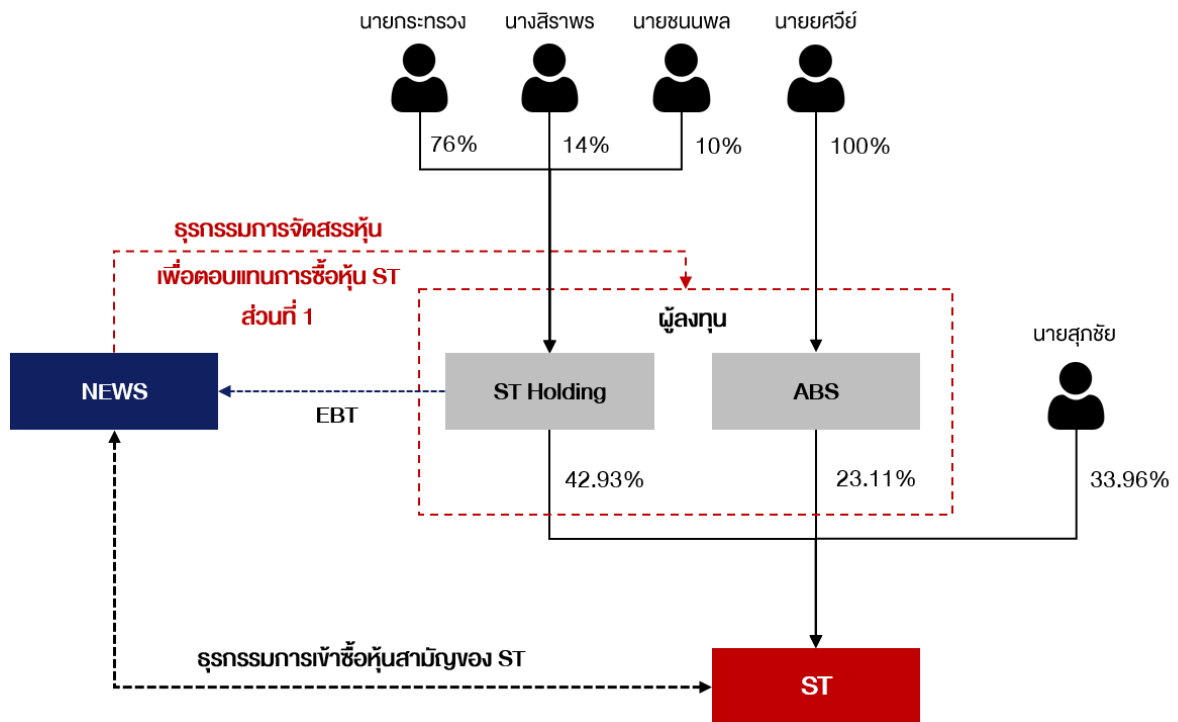 นายกระทรวง
นางสิราพร
นายชนนพล
นายยศวีย์
76%
14%
10%
100%
ธุรกรรมการจัดสรรหุ้น
เพื่อตอบแทนการซื้อหุ้น ST
ส่วนที่ 1
ผู้ลงทุน
นายสุภชัย
NEWS
EBT
ST Holding
ABS
42.93%
23.11%
33.96%
ธุรกรรมการเข้าซื้อหุ้นสามัญของ ST
ST